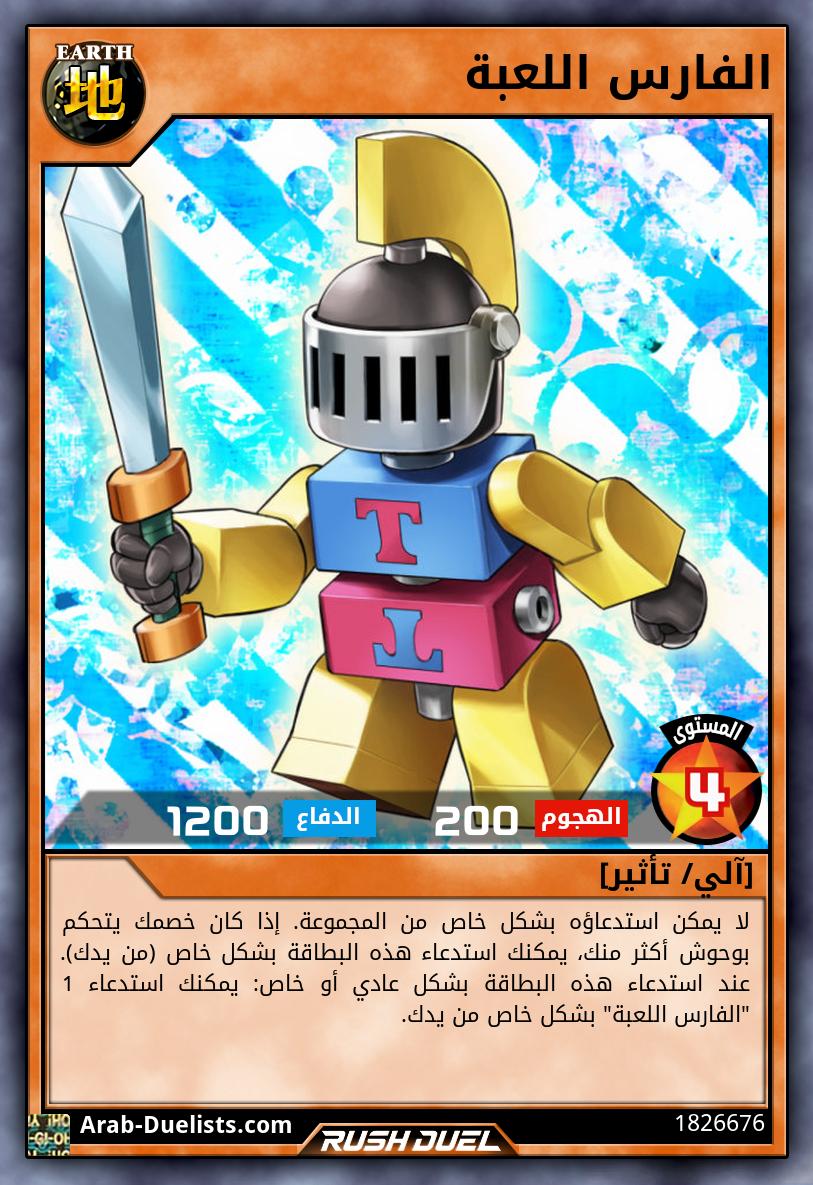 EARTH
地
الفارس اللعبة
T
T
المستوى
4
الهجوم 200 الدفاع 1200
[آلي/ تأثير]
لا يمكن استدعاؤه بشكل خاص من المجموعة. إذا كان خصمك يتحكم
بوحوش أكثر منك، يمكنك استدعاء هذه البطاقة بشكل خاص (من يدك).
عند استدعاء هذه البطاقة بشكل عادي أو خاص: يمكنك استدعاء 1
"الفارس اللعبة" بشكل خاص من يدك.
Arab-Duelists.com
RUSH DUEL
1826676